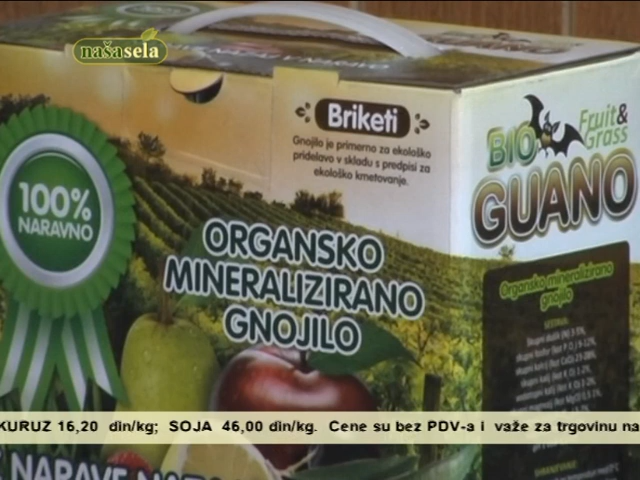 našasela
Briketi
Gnojilo je primerno za ekološko
pridelavo v skladu s predpisi za
ekološko kmetovanje.
100%
NARAVNO
ORGANSKO
MINERALIZIRANO
GNOJILO
BIO
Fruit&
Grass
GUANO
Organsko mineralizirano
gnojilo
KURUZ 16,20 din/kg; SOJA 46,00 din/kg. Cene su bez PDV-a i važe za trgovinu na
NARAVE